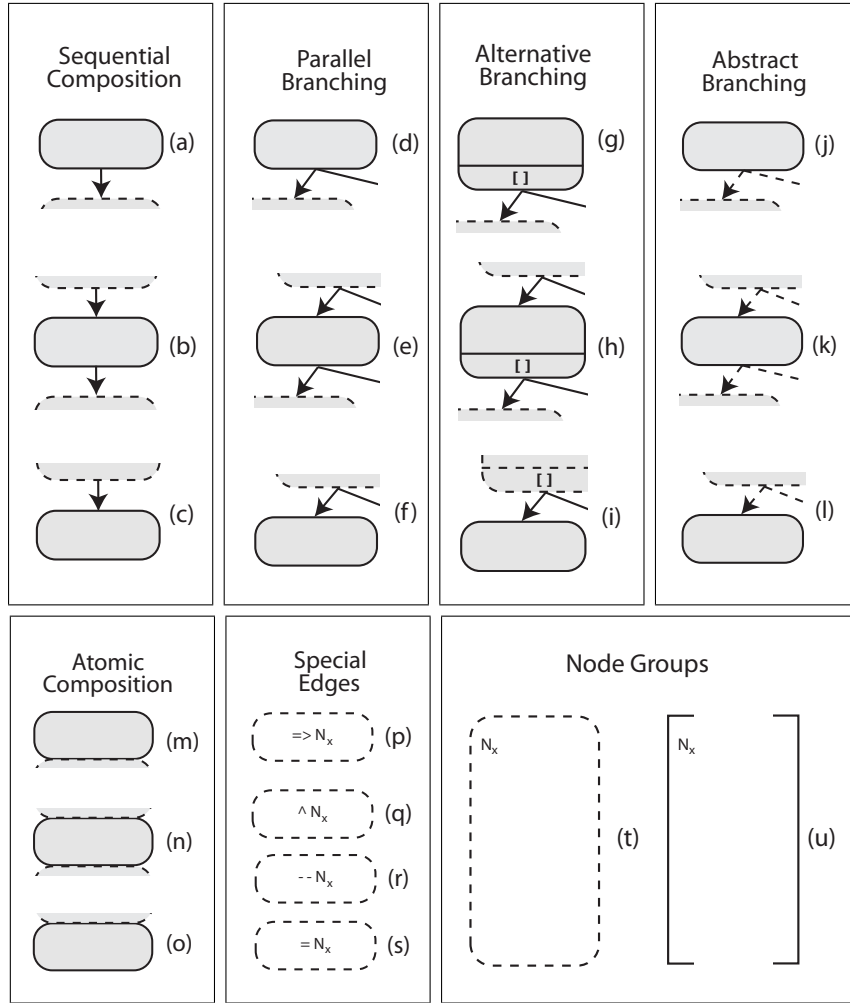 Sequential
Composition
(a)
(b)
(c)
Parallel
Branching
(d)
(e)
(f)
Alternative
Branching
[ ]
(g)
[ ]
(h)
[ ]
(i)
Abstract
Branching
(j)
(k)
(l)
Atomic
Composition
(m)
(n)
(o)
Special
Edges
=> Nx (p)
^ Nx (q)
-- Nx (r)
= Nx (s)
Node Groups
Nx
(t)
Nx
(u)